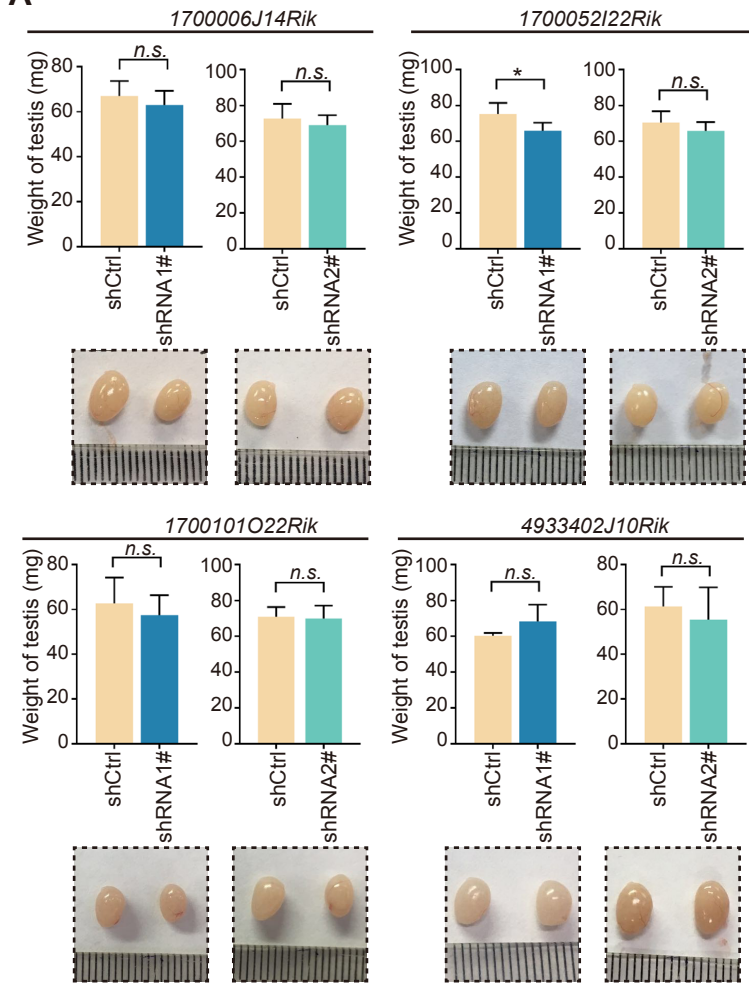 A
1700006J14Rik
Weight of testis (mg)
80
60
40
20
0
n.s.
shCtrl
shRNA1#
100
80
60
40
20
0
n.s.
shCtrl
shRNA2#
1700052I22Rik
Weight of testis (mg)
100
80
60
40
20
0
*
shCtrl
shRNA1#
100
80
60
40
20
0
n.s.
shCtrl
shRNA2#
1700101O22Rik
Weight of testis (mg)
80
60
40
20
0
n.s.
shCtrl
shRNA1#
100
80
60
40
20
0
n.s.
shCtrl
shRNA2#
4933402J10Rik
Weight of testis (mg)
100
80
60
40
20
0
n.s.
shCtrl
shRNA1#
80
60
40
20
0
n.s.
shCtrl
shRNA2#